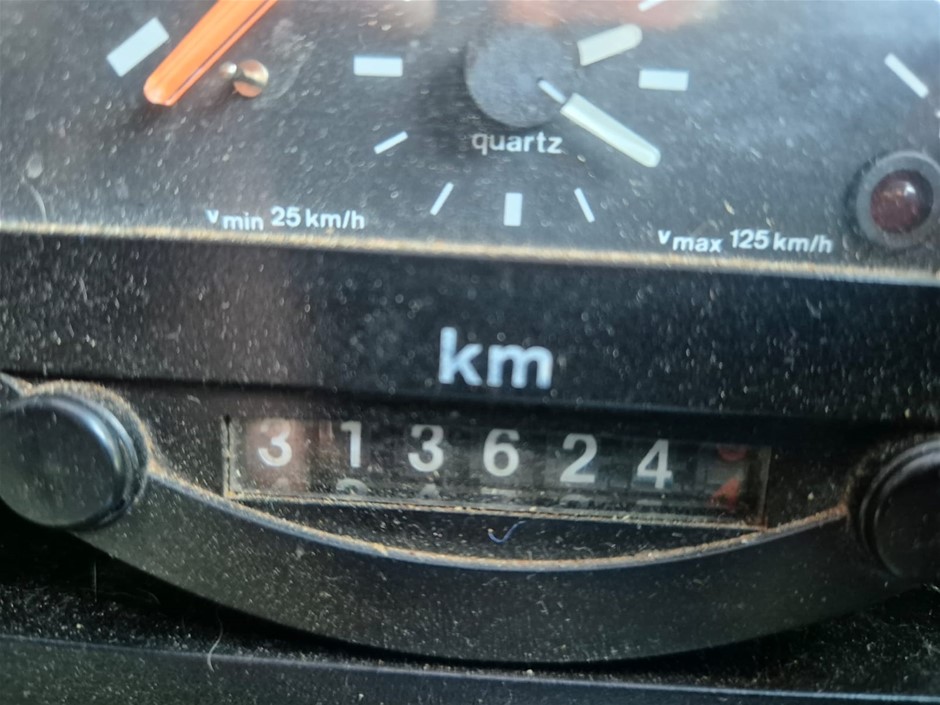 quartz
vmin 25 km/h
vmax 125 km/h
km
313624